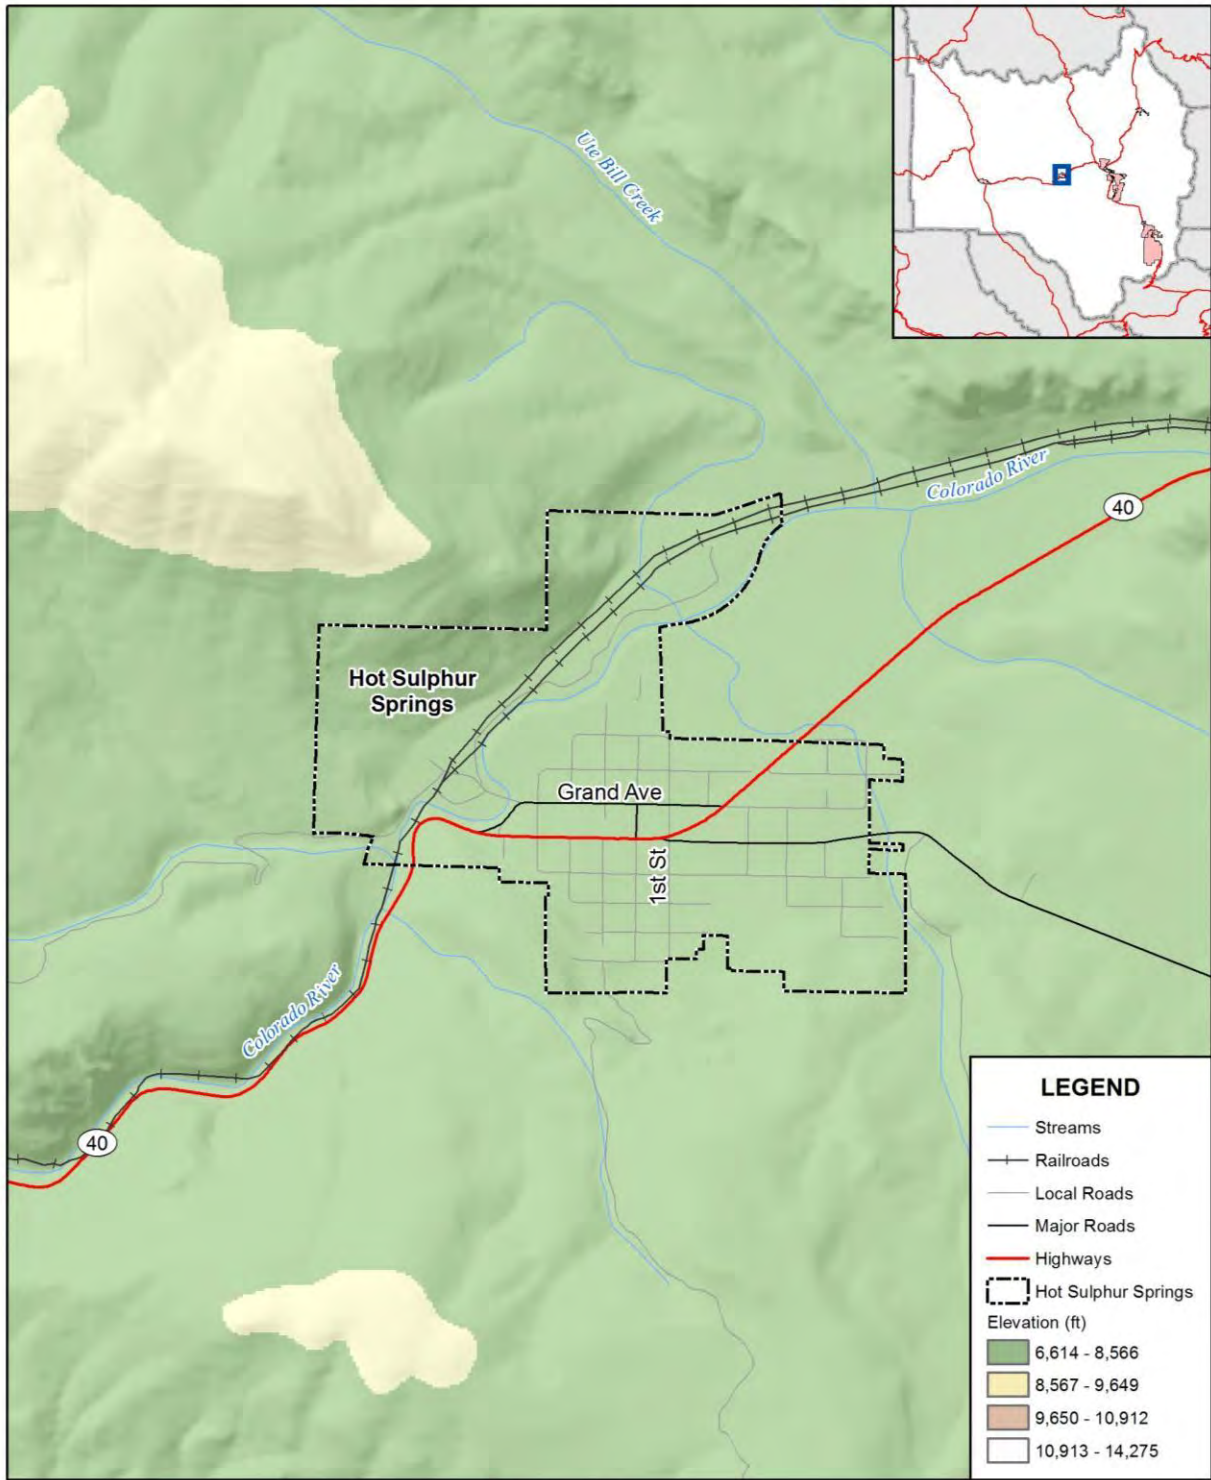 Ute Bill Creek
Colorado River
40
Hot Sulphur
Springs
Grand Ave
1st St
Colorado River
40
LEGEND
Streams
Railroads
Local Roads
Major Roads
Highways
Hot Sulphur Springs
Elevation (ft)
6,614 - 8,566
8,567 - 9,649
9,650 - 10,912
10,913 - 14,275